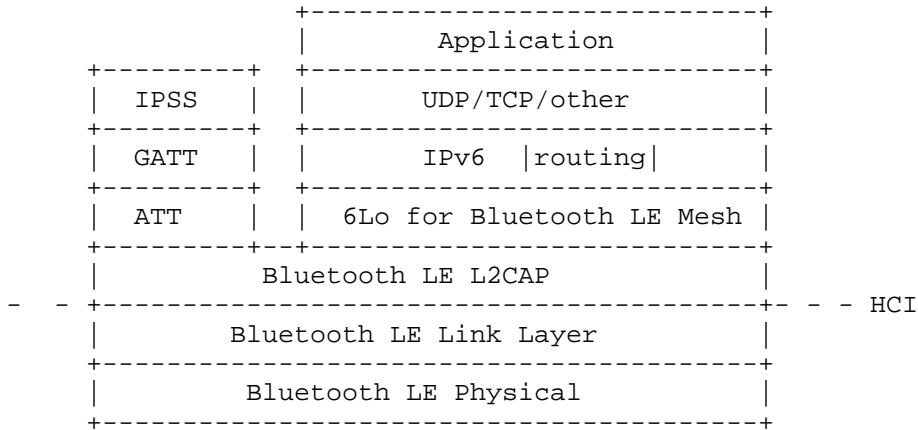 Application
IPSS UDP/TCP/other
GATT IPv6 |routing|
ATT 6Lo for Bluetooth LE Mesh
Bluetooth LE L2CAP
HCI
Bluetooth LE Link Layer
Bluetooth LE Physical